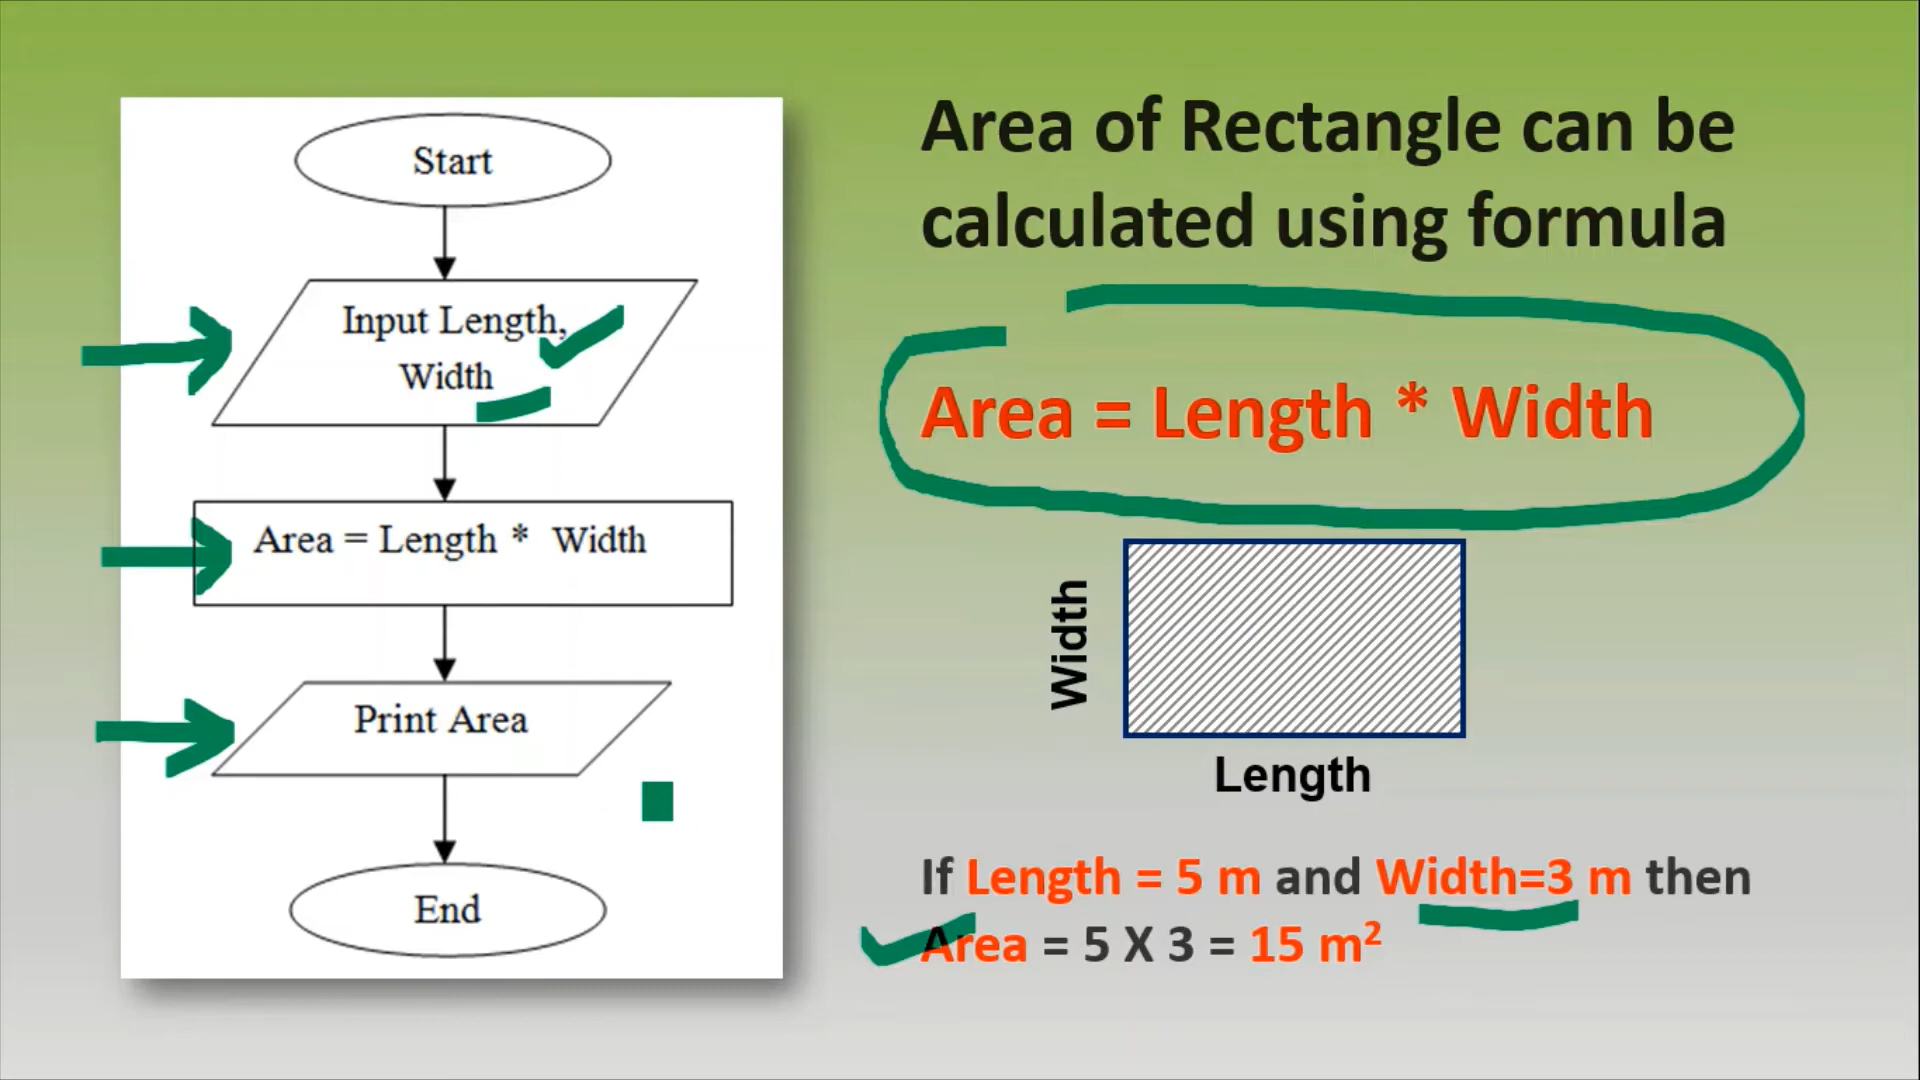 Start
Input Length,
Width
Area = Length * Width
Print Area
End
Area of Rectangle can be
calculated using formula
Area = Length * Width
Width
Length
If Length = 5 m and Width=3 m then
Area = 5 X 3 = 15 m²